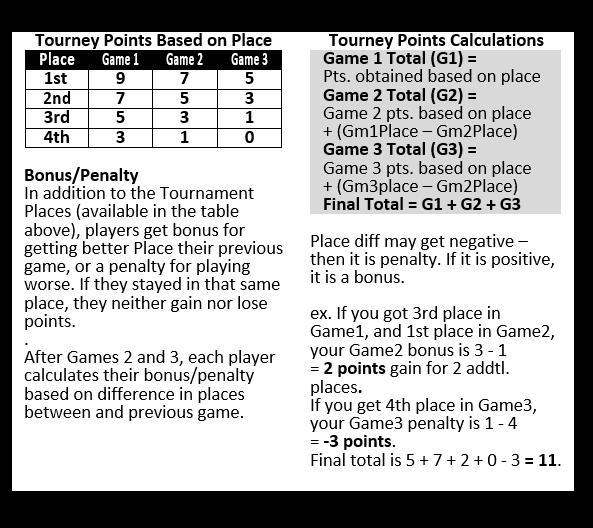 Tourney Points Based on Place
Place Game 1 Game 2 Game 3
1st 9 7 5
2nd 7 5 3
3rd 5 3 1
4th 3 1 0
Bonus/Penalty
In addition to the Tournament
Places (available in the table
above), players get bonus for
getting better Place their previous
game, or a penalty for playing
worse. If they stayed in that same
place, they neither gain nor lose
points.
.
After Games 2 and 3, each player
calculates their bonus/penalty
based on difference in places
between and previous game.
Tourney Points Calculations
Game 1 Total (G1) =
Pts. obtained based on place
Game 2 Total (G2) =
Game 2 pts. based on place
+ (Gm1Place – Gm2Place)
Game 3 Total (G3) =
Game 3 pts. based on place
+ (Gm3place – Gm2Place)
Final Total = G1 + G2 + G3
Place diff may get negative –
then it is penalty. If it is positive,
it is a bonus.
ex. If you got 3rd place in
Game1, and 1st place in Game2,
your Game2 bonus is 3 - 1
= 2 points gain for 2 addtl.
places.
If you get 4th place in Game3,
your Game3 penalty is 1 - 4
= -3 points.
Final total is 5 + 7 + 2 + 0 - 3 = 11.